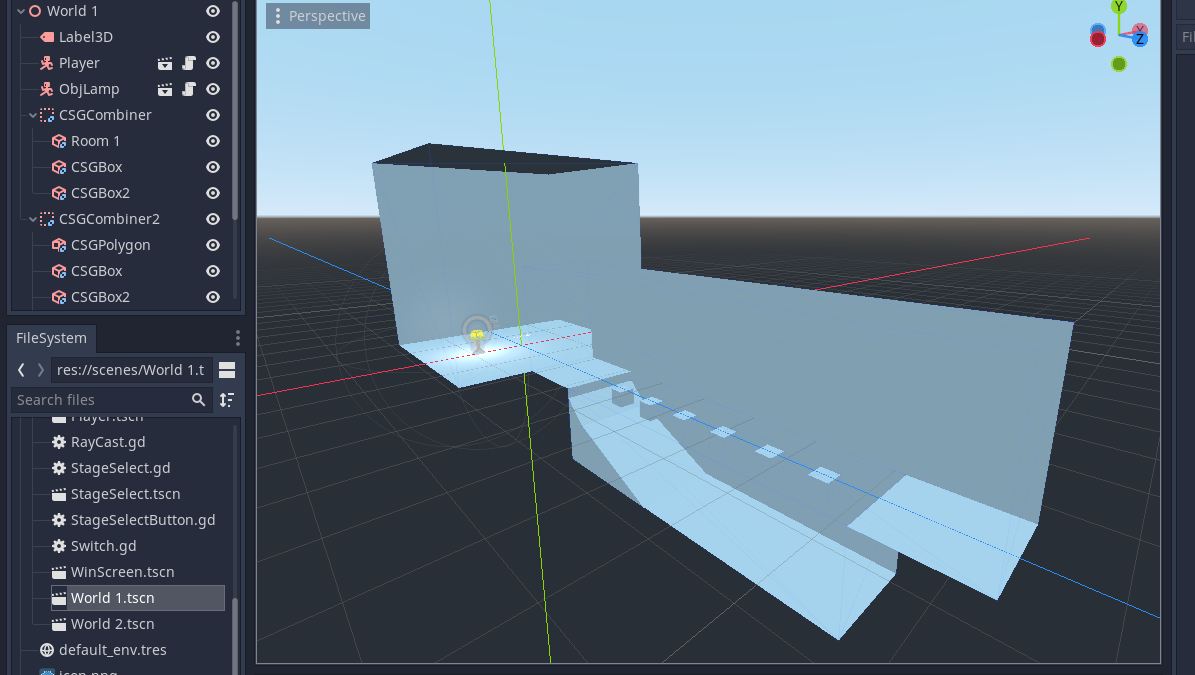 World 1
Label3D
Player
ObjLamp
CSGCombiner
Room 1
CSGBox
CSGBox2
CSGCombiner2
CSGPolygon
CSGBox
CSGBox2
FileSystem
res://scenes/World 1.t
Search files
Player.tscn
RayCast.gd
StageSelect.gd
StageSelect.tscn
StageSelectButton.gd
Switch.gd
WinScreen.tscn
World 1.tscn
World 2.tscn
default_env.tres
icon.png
Perspective
Y
X
Z
Fil